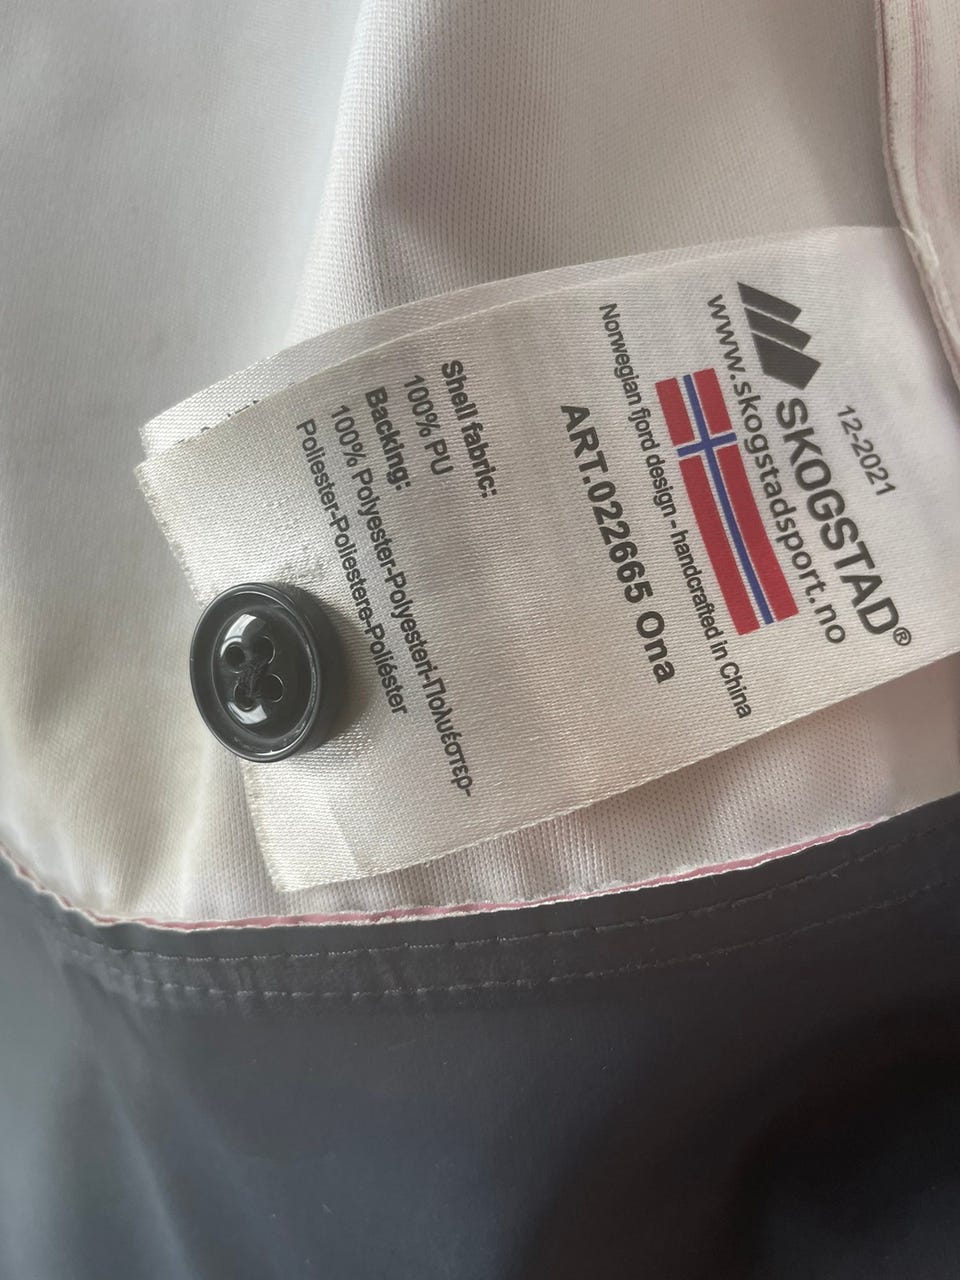 12-2021
SKOGSTAD®
www.skogstadsport.no
Norwegian fjord design - handcrafted in China
ART.022665 Ona
Shell fabric:
100% PU
Backing:
100% Polyester-Polyesteri-Πολυέστερ-
Poliester-Poliestere-Poliéster